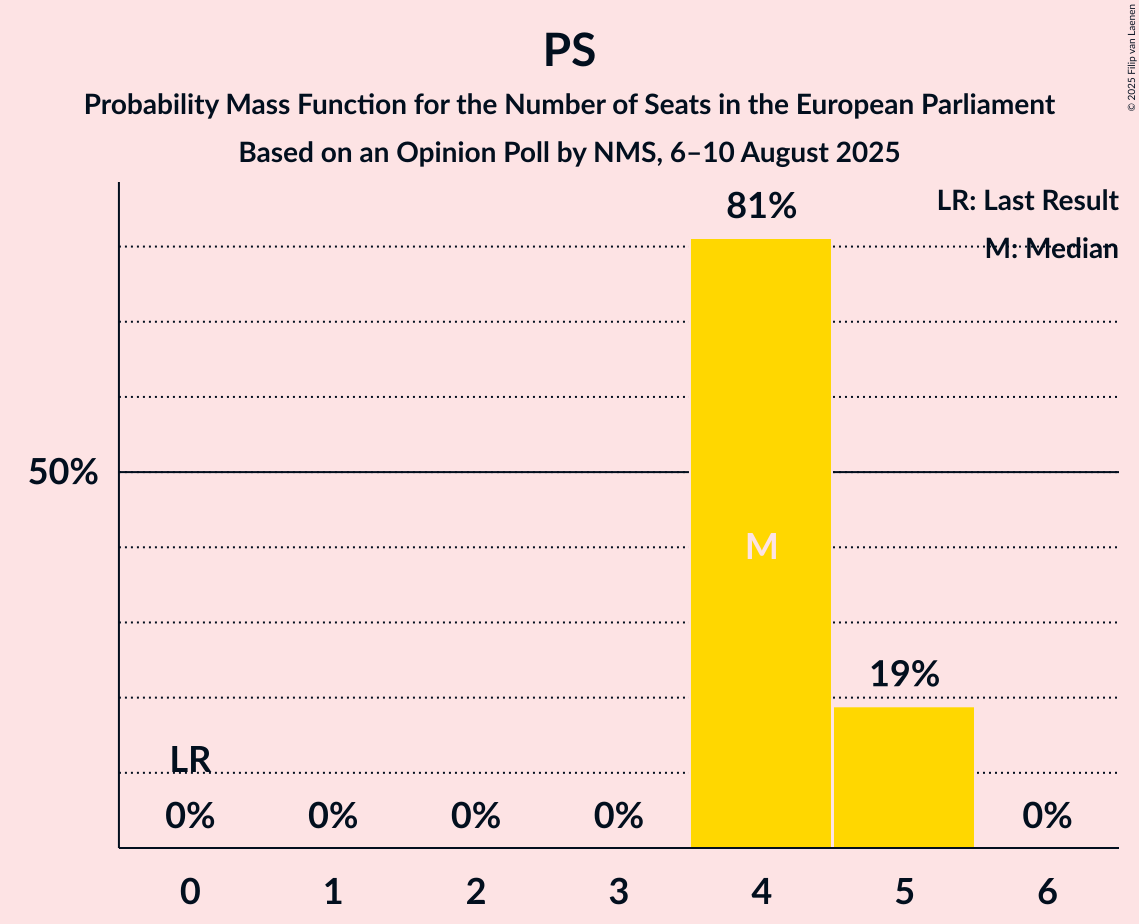 PS
Probability Mass Function for the Number of Seats in the European Parliament
Based on an Opinion Poll by NMS, 6–10 August 2025
© 2025 Filip van Laenen
LR: Last Result
M: Median
81%
50%
M
19%
LR
0% 0% 0% 0% 0%
0 1 2 3 4 5 6